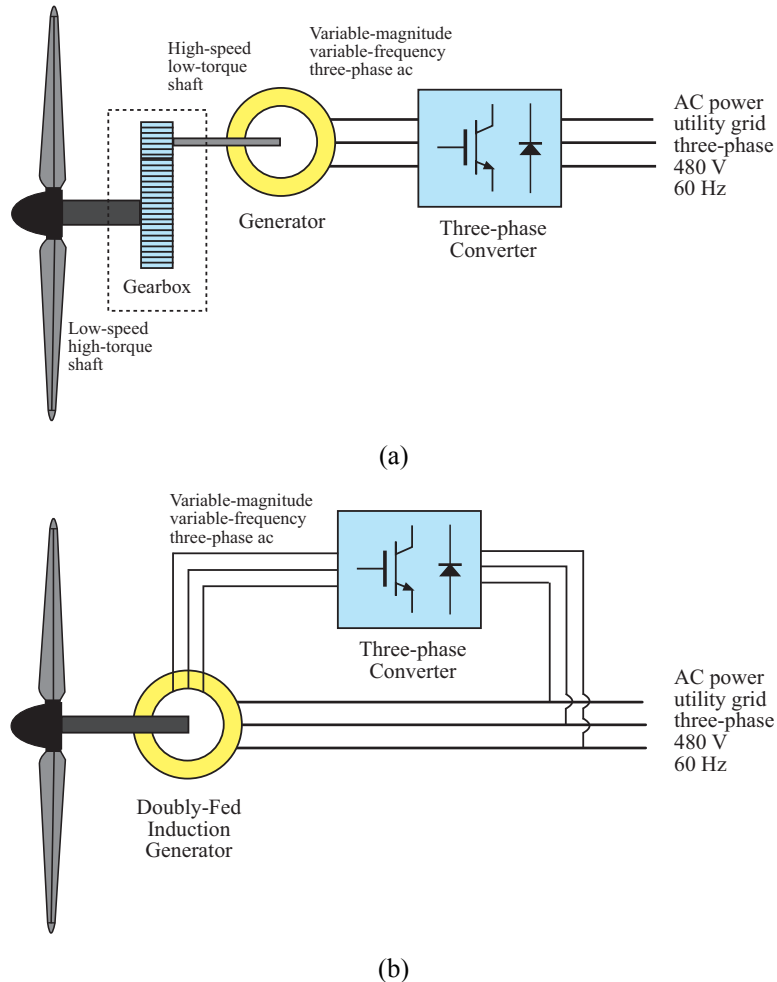 High-speed
low-torque
shaft
Variable-magnitude
variable-frequency
three-phase ac
AC power
utility grid
three-phase
480 V
60 Hz
Generator
Three-phase
Converter
Gearbox
Low-speed
high-torque
shaft
(a)
Variable-magnitude
variable-frequency
three-phase ac
Three-phase
Converter
AC power
utility grid
three-phase
480 V
60 Hz
Doubly-Fed
Induction
Generator
(b)